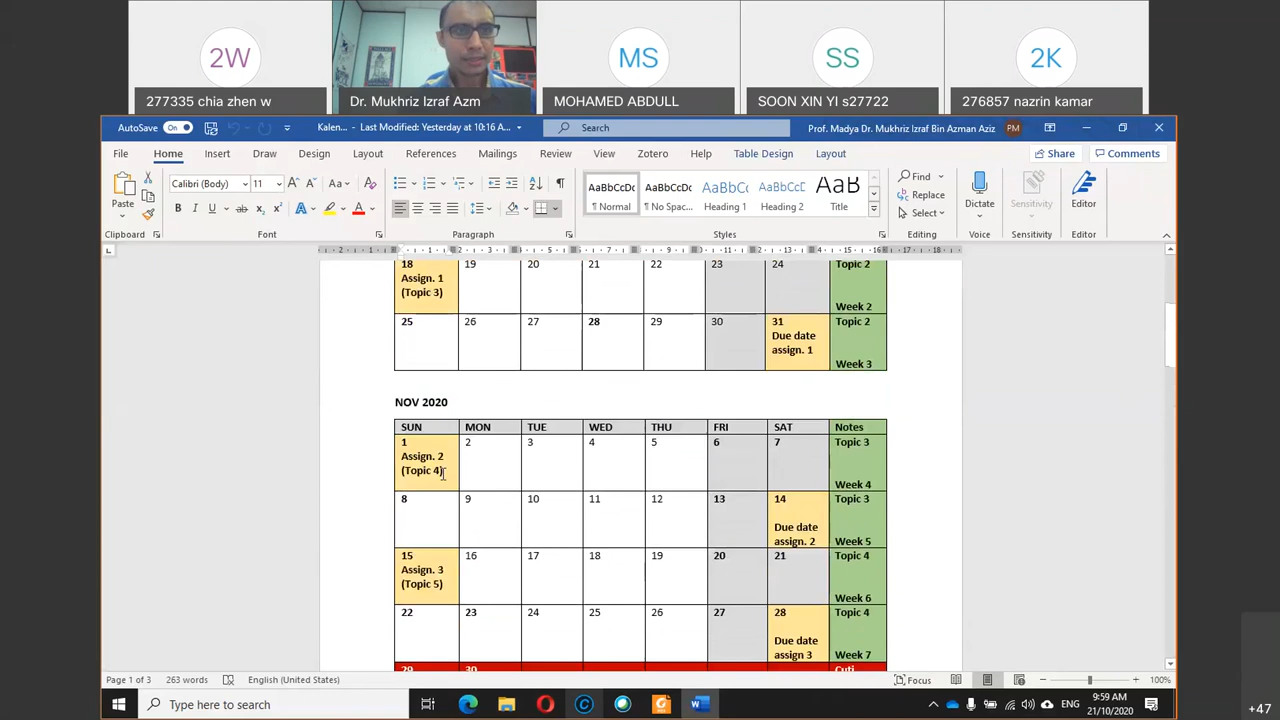 2W
MS
SS
2K
277335 chia zhen w
Dr. Mukhriz Izraf Azm
MOHAMED ABDULL
SOON XIN YI s27722
276857 nazrin kamar
AutoSave On
Kalen... - Last Modified: Yesterday at 10:16 A...
Search
Prof. Madya Dr. Mukhriz Izraf Bin Azman Aziz PM
File Home Insert Draw Design Layout References Mailings Review View Zotero Help Table Design Layout Share Comments
Paste
Calibri (Body) 11
AaBbCcDc AaBbCcDc AaBbCc AaBbCcD AaB
¶ Normal ¶ No Spac... Heading 1 Heading 2 Title
Find
Replace
Select
Dictate Sensitivity Editor
Clipboard Font Paragraph Styles Editing Voice Sensitivity Editor
18 19 20 21 22 23 24 Topic 2
Assign. 1
(Topic 3)
Week 2
25 26 27 28 29 30 31 Topic 2
Due date
assign. 1
Week 3
NOV 2020
SUN MON TUE WED THU FRI SAT Notes
1 2 3 4 5 6 7 Topic 3
Assign. 2
(Topic 4)
Week 4
8 9 10 11 12 13 14 Topic 3
Due date
assign. 2 Week 5
15 16 17 18 19 20 21 Topic 4
Assign. 3
(Topic 5)
Week 6
22 23 24 25 26 27 28 Topic 4
Due date
assign 3 Week 7
29 30 Cuti
Page 1 of 3 263 words English (United States) Focus 100%
Type here to search
ENG
9:59 AM
21/10/2020
+47